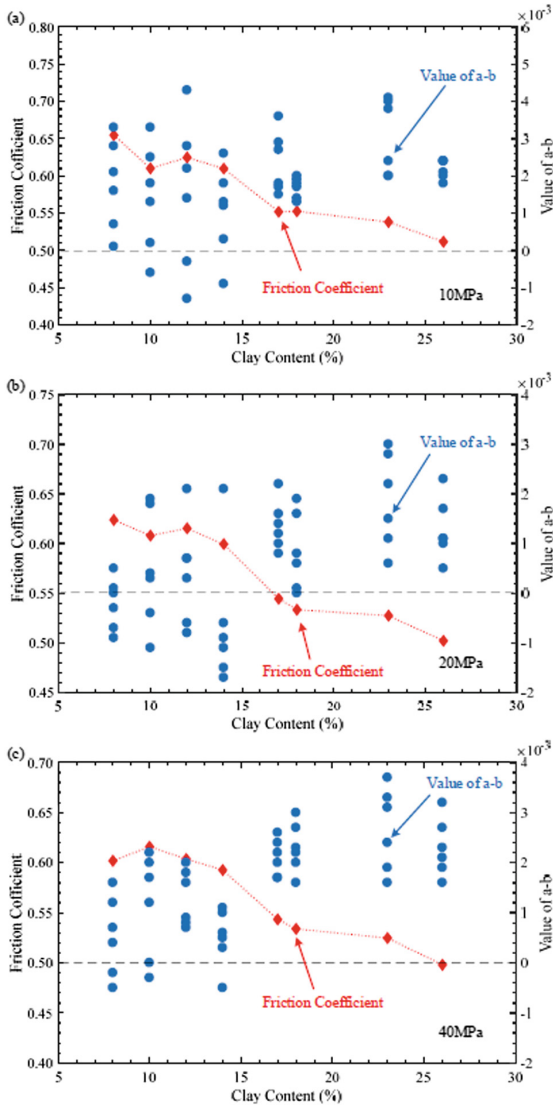 (a)
×10⁻³
0.80
0.75
0.70
0.65
0.60
0.55
0.50
0.45
0.40
6
5
4
3
2
1
0
-1
-2
Friction Cofficient
Value of a-b
Value of a-b
Friction Coefficient
10MPa
5 10 15 20 25 30
Clay Content (%)
(b)
×10⁻³
0.75
0.70
0.65
0.60
0.55
0.50
0.45
4
3
2
1
0
-1
-2
Friction Coefficient
Value of a-b
Value of a-b
Friction Coefficient
20MPa
5 10 15 20 25 30
Clay Content (%)
(c)
×10⁻³
0.70
0.65
0.60
0.55
0.50
0.45
0.40
4
3
2
1
0
-1
-2
Friction Coefficient
Value of a-b
Value of a-b
Friction Coefficient
40MPa
5 10 15 20 25 30
Clay Content (%)